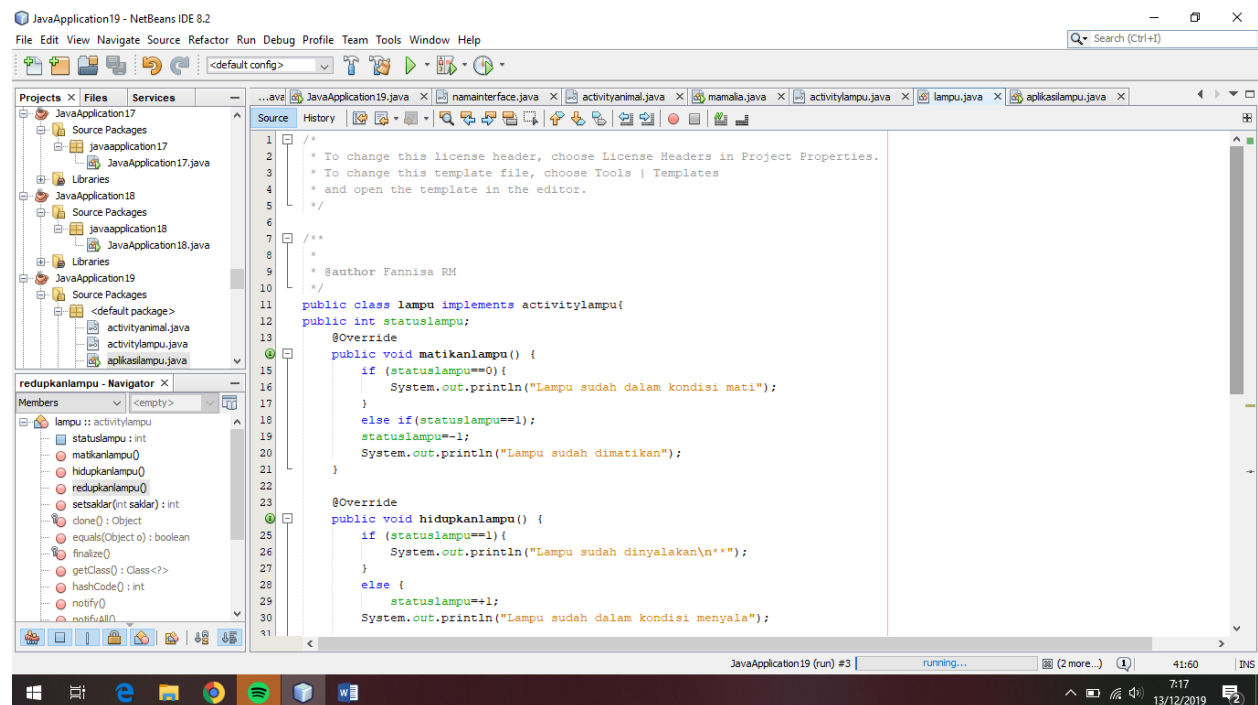 JavaApplication19 - NetBeans IDE 8.2
File Edit View Navigate Source Refactor Run Debug Profile Team Tools Window Help
Search (Ctrl+I)
<default config>
Projects Files Services
JavaApplication17
Source Packages
javaapplication17
JavaApplication17.java
Libraries
JavaApplication18
Source Packages
javaapplication18
JavaApplication18.java
Libraries
JavaApplication19
Source Packages
<default package>
activityanimal.java
activitylampu.java
aplikasilampu.java
redupkanlampu - Navigator
Members <empty>
lampu :: activitylampu
statuslampu : int
matikanlampu()
hidupkanlampu()
redupkanlampu()
setsaklar(int saklar) : int
clone() : Object
equals(Object o) : boolean
finalize()
getClass() : Class<?>
hashCode() : int
notify()
notifyAll()
...ava JavaApplication19.java namainterface.java activityanimal.java mamalia.java activitylampu.java lampu.java aplikasilampu.java
Source History
1 /*
2 * To change this license header, choose License Headers in Project Properties.
3 * To change this template file, choose Tools | Templates
4 * and open the template in the editor.
5 */
6
7 /**
8 *
9 * @author Fannisa RM
10 */
11 public class lampu implements activitylampu{
12 public int statuslampu;
13 @Override
public void matikanlampu() {
15 if (statuslampu==0){
16 System.out.println("Lampu sudah dalam kondisi mati");
17 }
18 else if(statuslampu==1);
19 statuslampu=-1;
20 System.out.println("Lampu sudah dimatikan");
21 }
22
23 @Override
public void hidupkanlampu() {
25 if (statuslampu==1){
26 System.out.println("Lampu sudah dinyalakan\n**");
27 }
28 else {
29 statuslampu=+1;
30 System.out.println("Lampu sudah dalam kondisi menyala");
31
JavaApplication19 (run) #3 running... (2 more...) 1 41:60 INS
7:17
13/12/2019
2